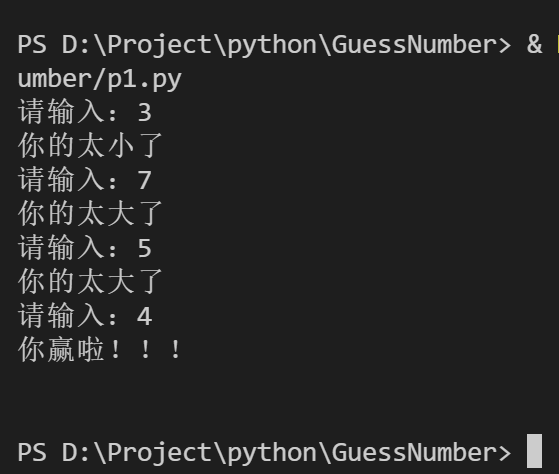 PS D:\Project\python\GuessNumber> &
umber/p1.py
请输入：3
你的太小了
请输入：7
你的太大了
请输入：5
你的太大了
请输入：4
你赢啦！！！
PS D:\Project\python\GuessNumber>